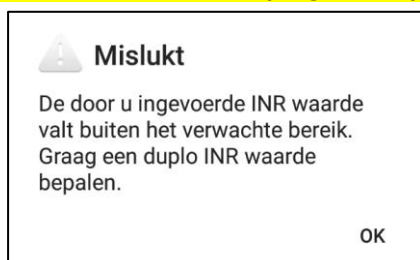 Mislukt
De door u ingevoerde INR waarde
valt buiten het verwachte bereik.
Graag een duplo INR waarde
bepalen.
OK